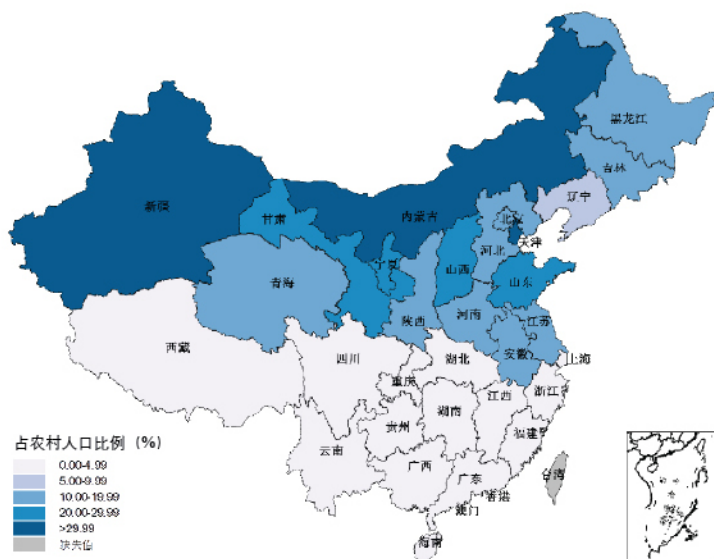 黑龙江
吉林
辽宁
新疆
甘肃
内蒙古
北京
天津
河北
宁夏
山西
山东
青海
陕西
河南
江苏
安徽
上海
西藏
四川
湖北
重庆
浙江
江西
湖南
贵州
福建
云南
广西
广东
台湾
香港
澳门
海南
占农村人口比例 (%)
0.00-4.99
5.00-9.99
10.00-19.99
20.00-29.99
>29.99
缺失值